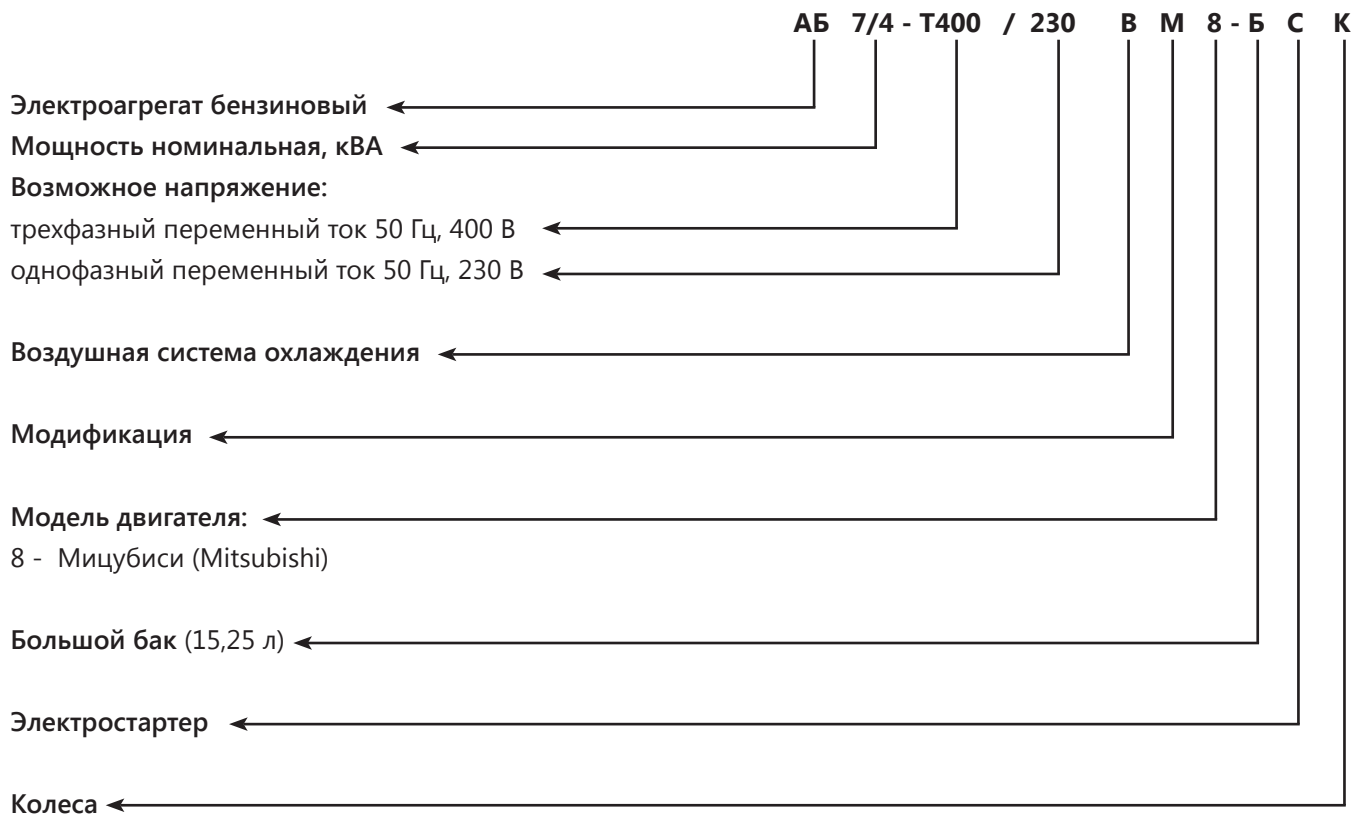 АБ 7/4 - Т400 / 230 В М 8 - Б С К
Электроагрегат бензиновый
Мощность номинальная, кВА
Возможное напряжение:
трехфазный переменный ток 50 Гц, 400 В
однофазный переменный ток 50 Гц, 230 В
Воздушная система охлаждения
Модификация
Модель двигателя:
8 - Мицубиси (Mitsubishi)
Большой бак (15,25 л)
Электростартер
Колеса